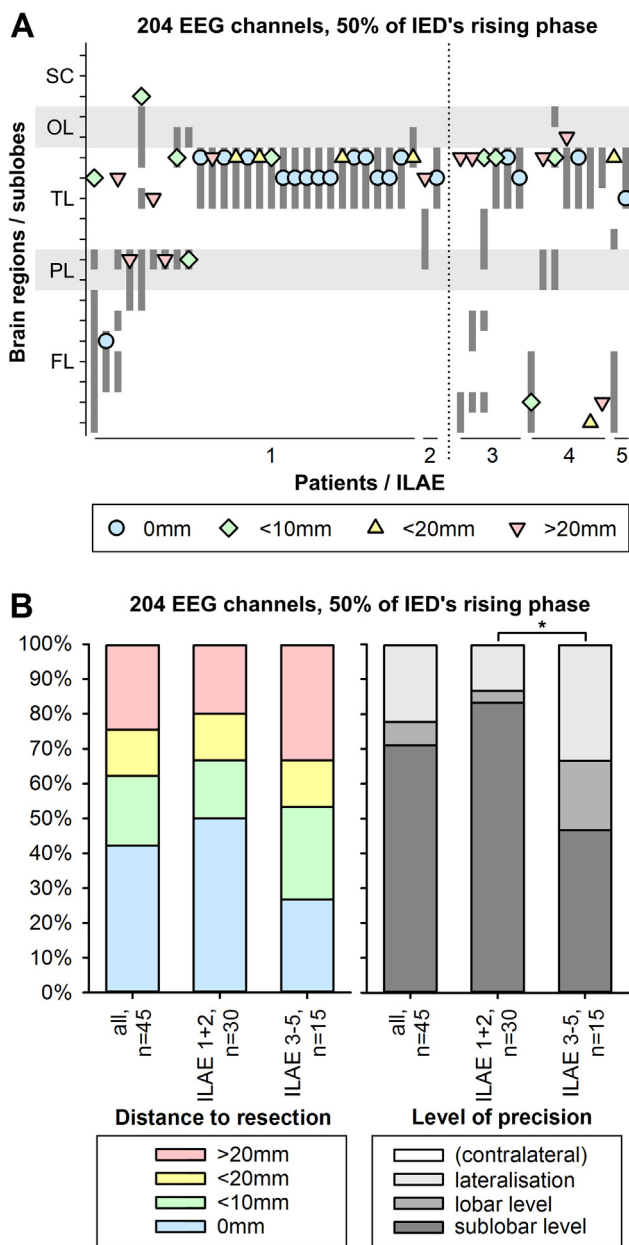 A
204 EEG channels, 50% of IED's rising phase
Brain regions / sublobes
SC
OL
TL
PL
FL
1 2 3 4 5
Patients / ILAE
0mm <10mm <20mm >20mm
B
204 EEG channels, 50% of IED's rising phase
*
100%
90%
80%
70%
60%
50%
40%
30%
20%
10%
0%
all,
n=45
ILAE 1+2,
n=30
ILAE 3-5,
n=15
all,
n=45
ILAE 1+2,
n=30
ILAE 3-5,
n=15
Distance to resection
>20mm
<20mm
<10mm
0mm
Level of precision
(contralateral)
lateralisation
lobar level
sublobar level